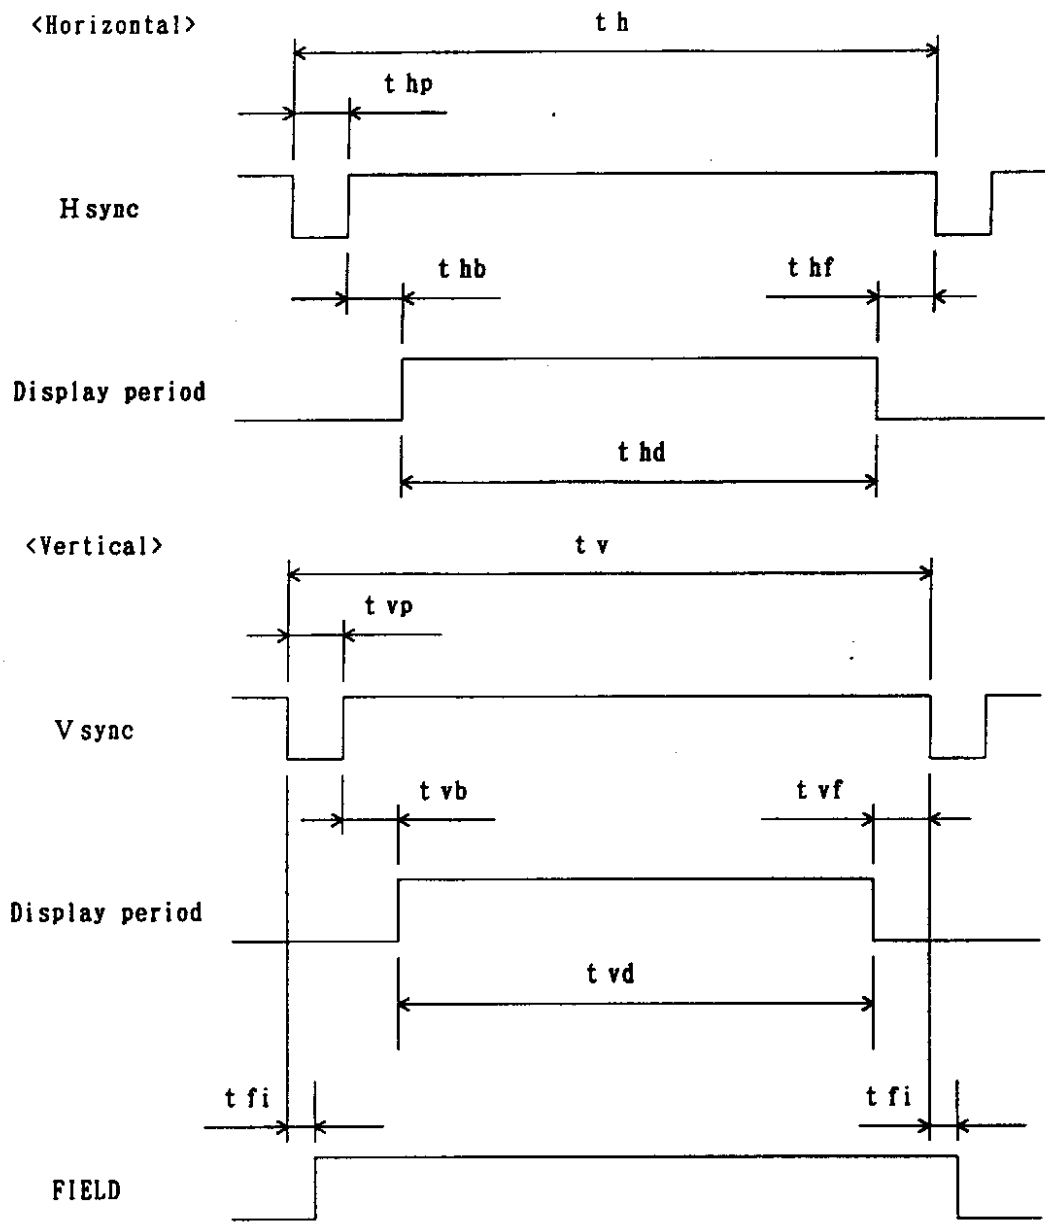 <Horizontal>
t h
t hp
H sync
t hb
t hf
Display period
t hd
<Vertical>
t v
t vp
V sync
t vb
t vf
Display period
t vd
t fi
t fi
FIELD